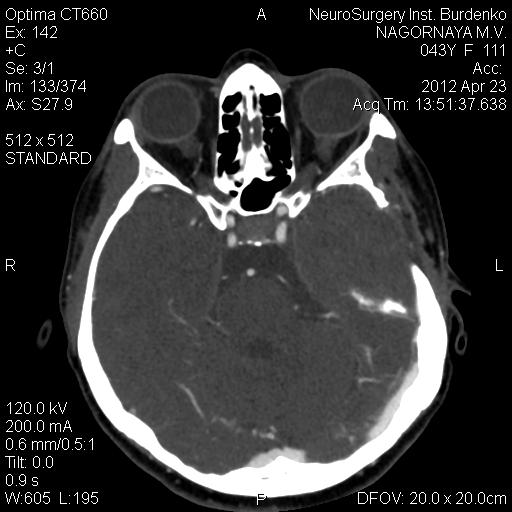 Optima CT660
Ex: 142
+C
Se: 3/1
Im: 133/374
Ax: S27.9
512 x 512
STANDARD
A
NeuroSurgery Inst. Burdenko
NAGORNAYA M.V.
043Y F 111
Acc:
2012 Apr 23
Acq Tm: 13:51:37.638
R
L
120.0 kV
200.0 mA
0.6 mm/0.5:1
Tilt: 0.0
0.9 s
W:605 L:195
P
DFOV: 20.0 x 20.0cm